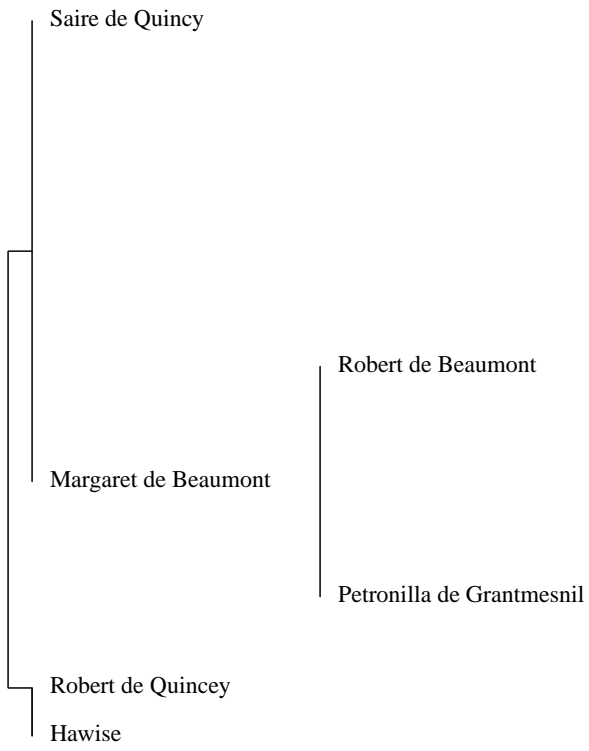 Saire de Quincy
Robert de Beaumont
Margaret de Beaumont
Petronilla de Grantmesnil
Robert de Quincey
Hawise